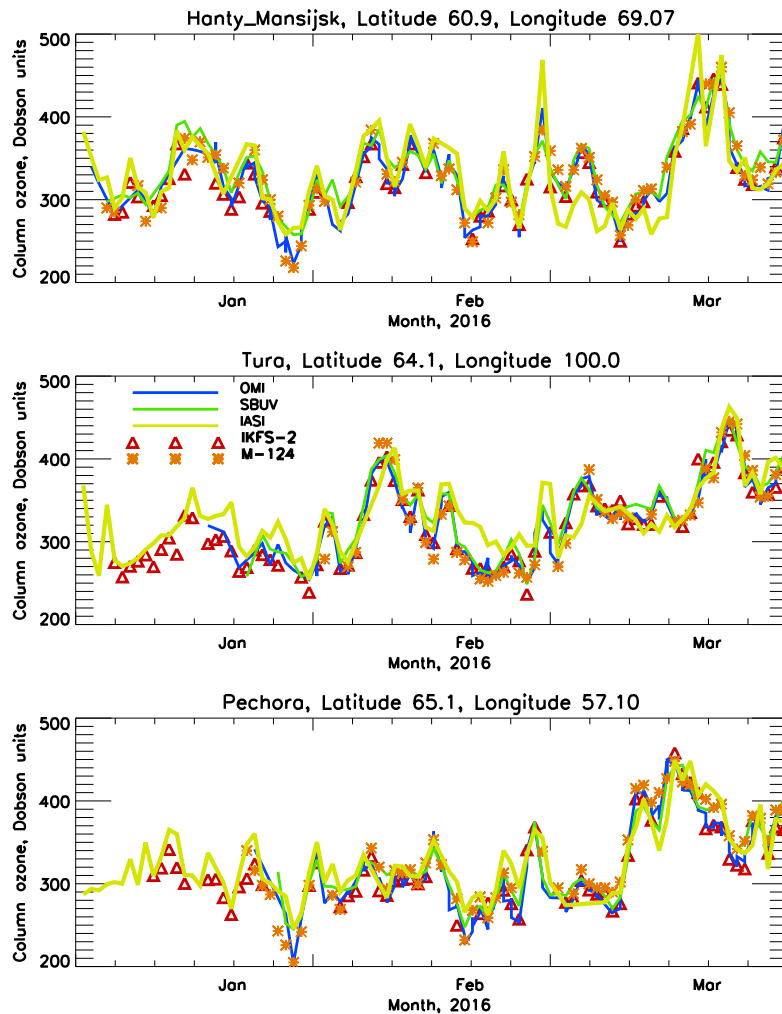 Hanty_Mansijsk, Latitude 60.9, Longitude 69.07
500
400
300
200
Column ozone, Dobson units
Jan Feb Mar
Month, 2016
Tura, Latitude 64.1, Longitude 100.0
500
400
300
200
Column ozone, Dobson units
OMI
SBUV
IASI
IKFS-2
M-124
Jan Feb Mar
Month, 2016
Pechora, Latitude 65.1, Longitude 57.10
500
400
300
200
Column ozone, Dobson units
Jan Feb Mar
Month, 2016